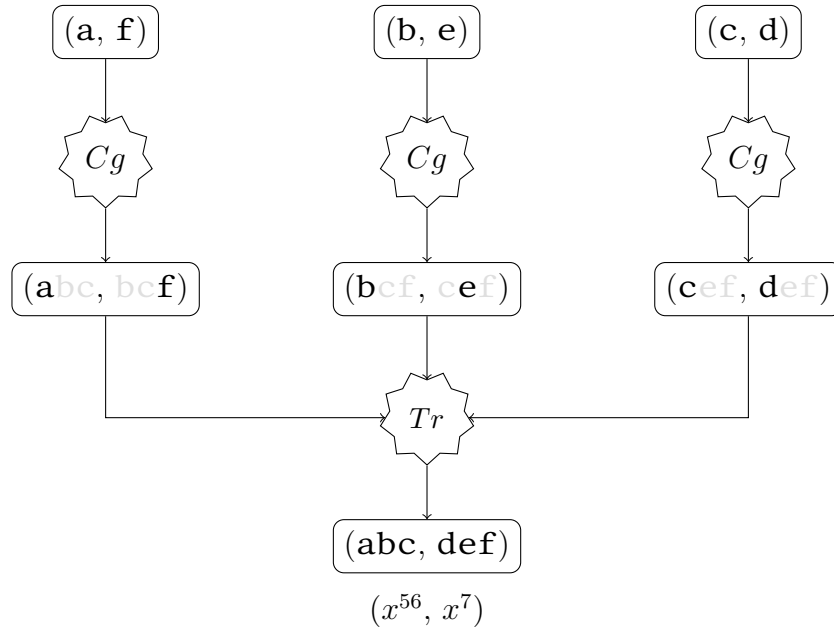 (a, f) (b, e) (c, d)
Cg Cg Cg
(abc, bcf) (bcf, cef) (cef, def)
Tr
(abc, def)
(x^56, x^7)